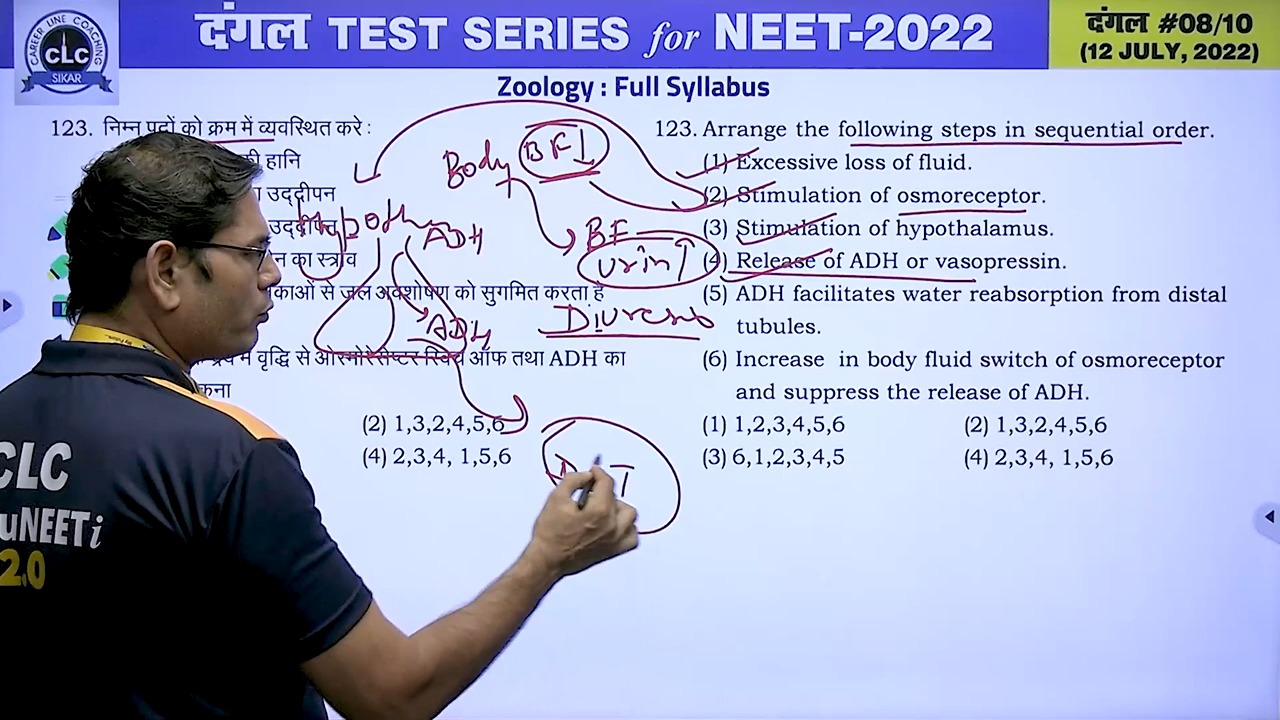 दंगल TEST SERIES for NEET-2022
दंगल #08/10
(12 JULY, 2022)
CAREER LINE COACHING
CLC
SIKAR
Zoology : Full Syllabus
123. निम्न पदों को क्रम में व्यवस्थित करे :
की हानि
उद्दीपन
उद्दीपन
का स्त्राव
से जल अवशोषण को सुगमित करता है
में वृद्धि से ऑस्मोरेसेप्टर स्विच ऑफ तथा ADH का
(2) 1,3,2,4,5,6
(4) 2,3,4, 1,5,6
123. Arrange the following steps in sequential order.
(1) Excessive loss of fluid.
(2) Stimulation of osmoreceptor.
(3) Stimulation of hypothalamus.
(4) Release of ADH or vasopressin.
(5) ADH facilitates water reabsorption from distal
tubules.
(6) Increase in body fluid switch of osmoreceptor
and suppress the release of ADH.
(1) 1,2,3,4,5,6 (2) 1,3,2,4,5,6
(3) 6,1,2,3,4,5 (4) 2,3,4, 1,5,6
Body BF↓
Hypoth
ADH
BF
Urin↑
ADH
Diuresis
CLC
uNEETi
2.0